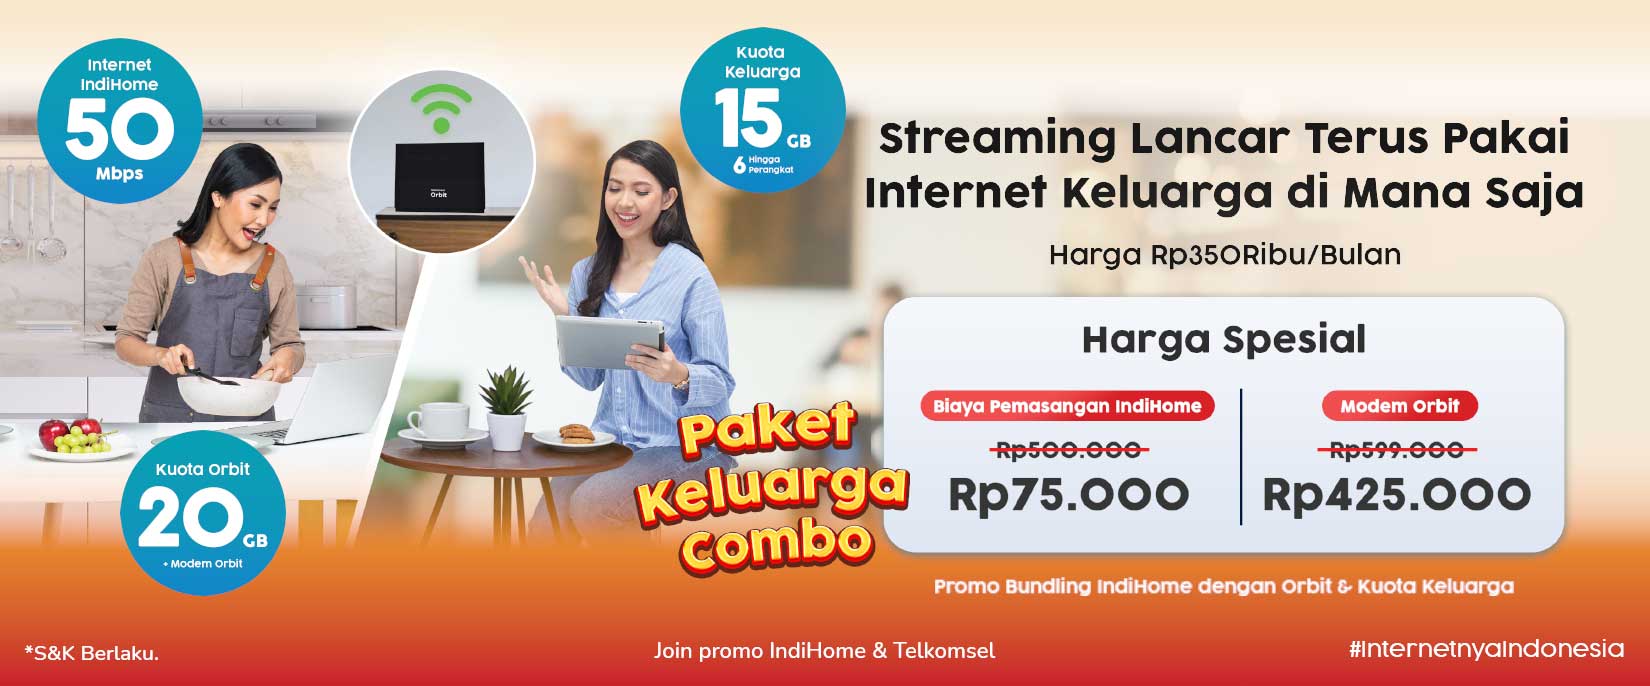 Internet
IndiHome
50
Mbps
Orbit
Kuota
Keluarga
15 GB
6 Hingga
Perangkat
Streaming Lancar Terus Pakai
Internet Keluarga di Mana Saja
Harga Rp350Ribu/Bulan
Harga Spesial
Biaya Pemasangan IndiHome
Rp500.000
Rp75.000
Modem Orbit
Rp599.000
Rp425.000
Kuota Orbit
20 GB
+ Modem Orbit
Paket
Keluarga
Combo
Promo Bundling IndiHome dengan Orbit & Kuota Keluarga
*S&K Berlaku.
Join promo IndiHome & Telkomsel
#InternetnyaIndonesia